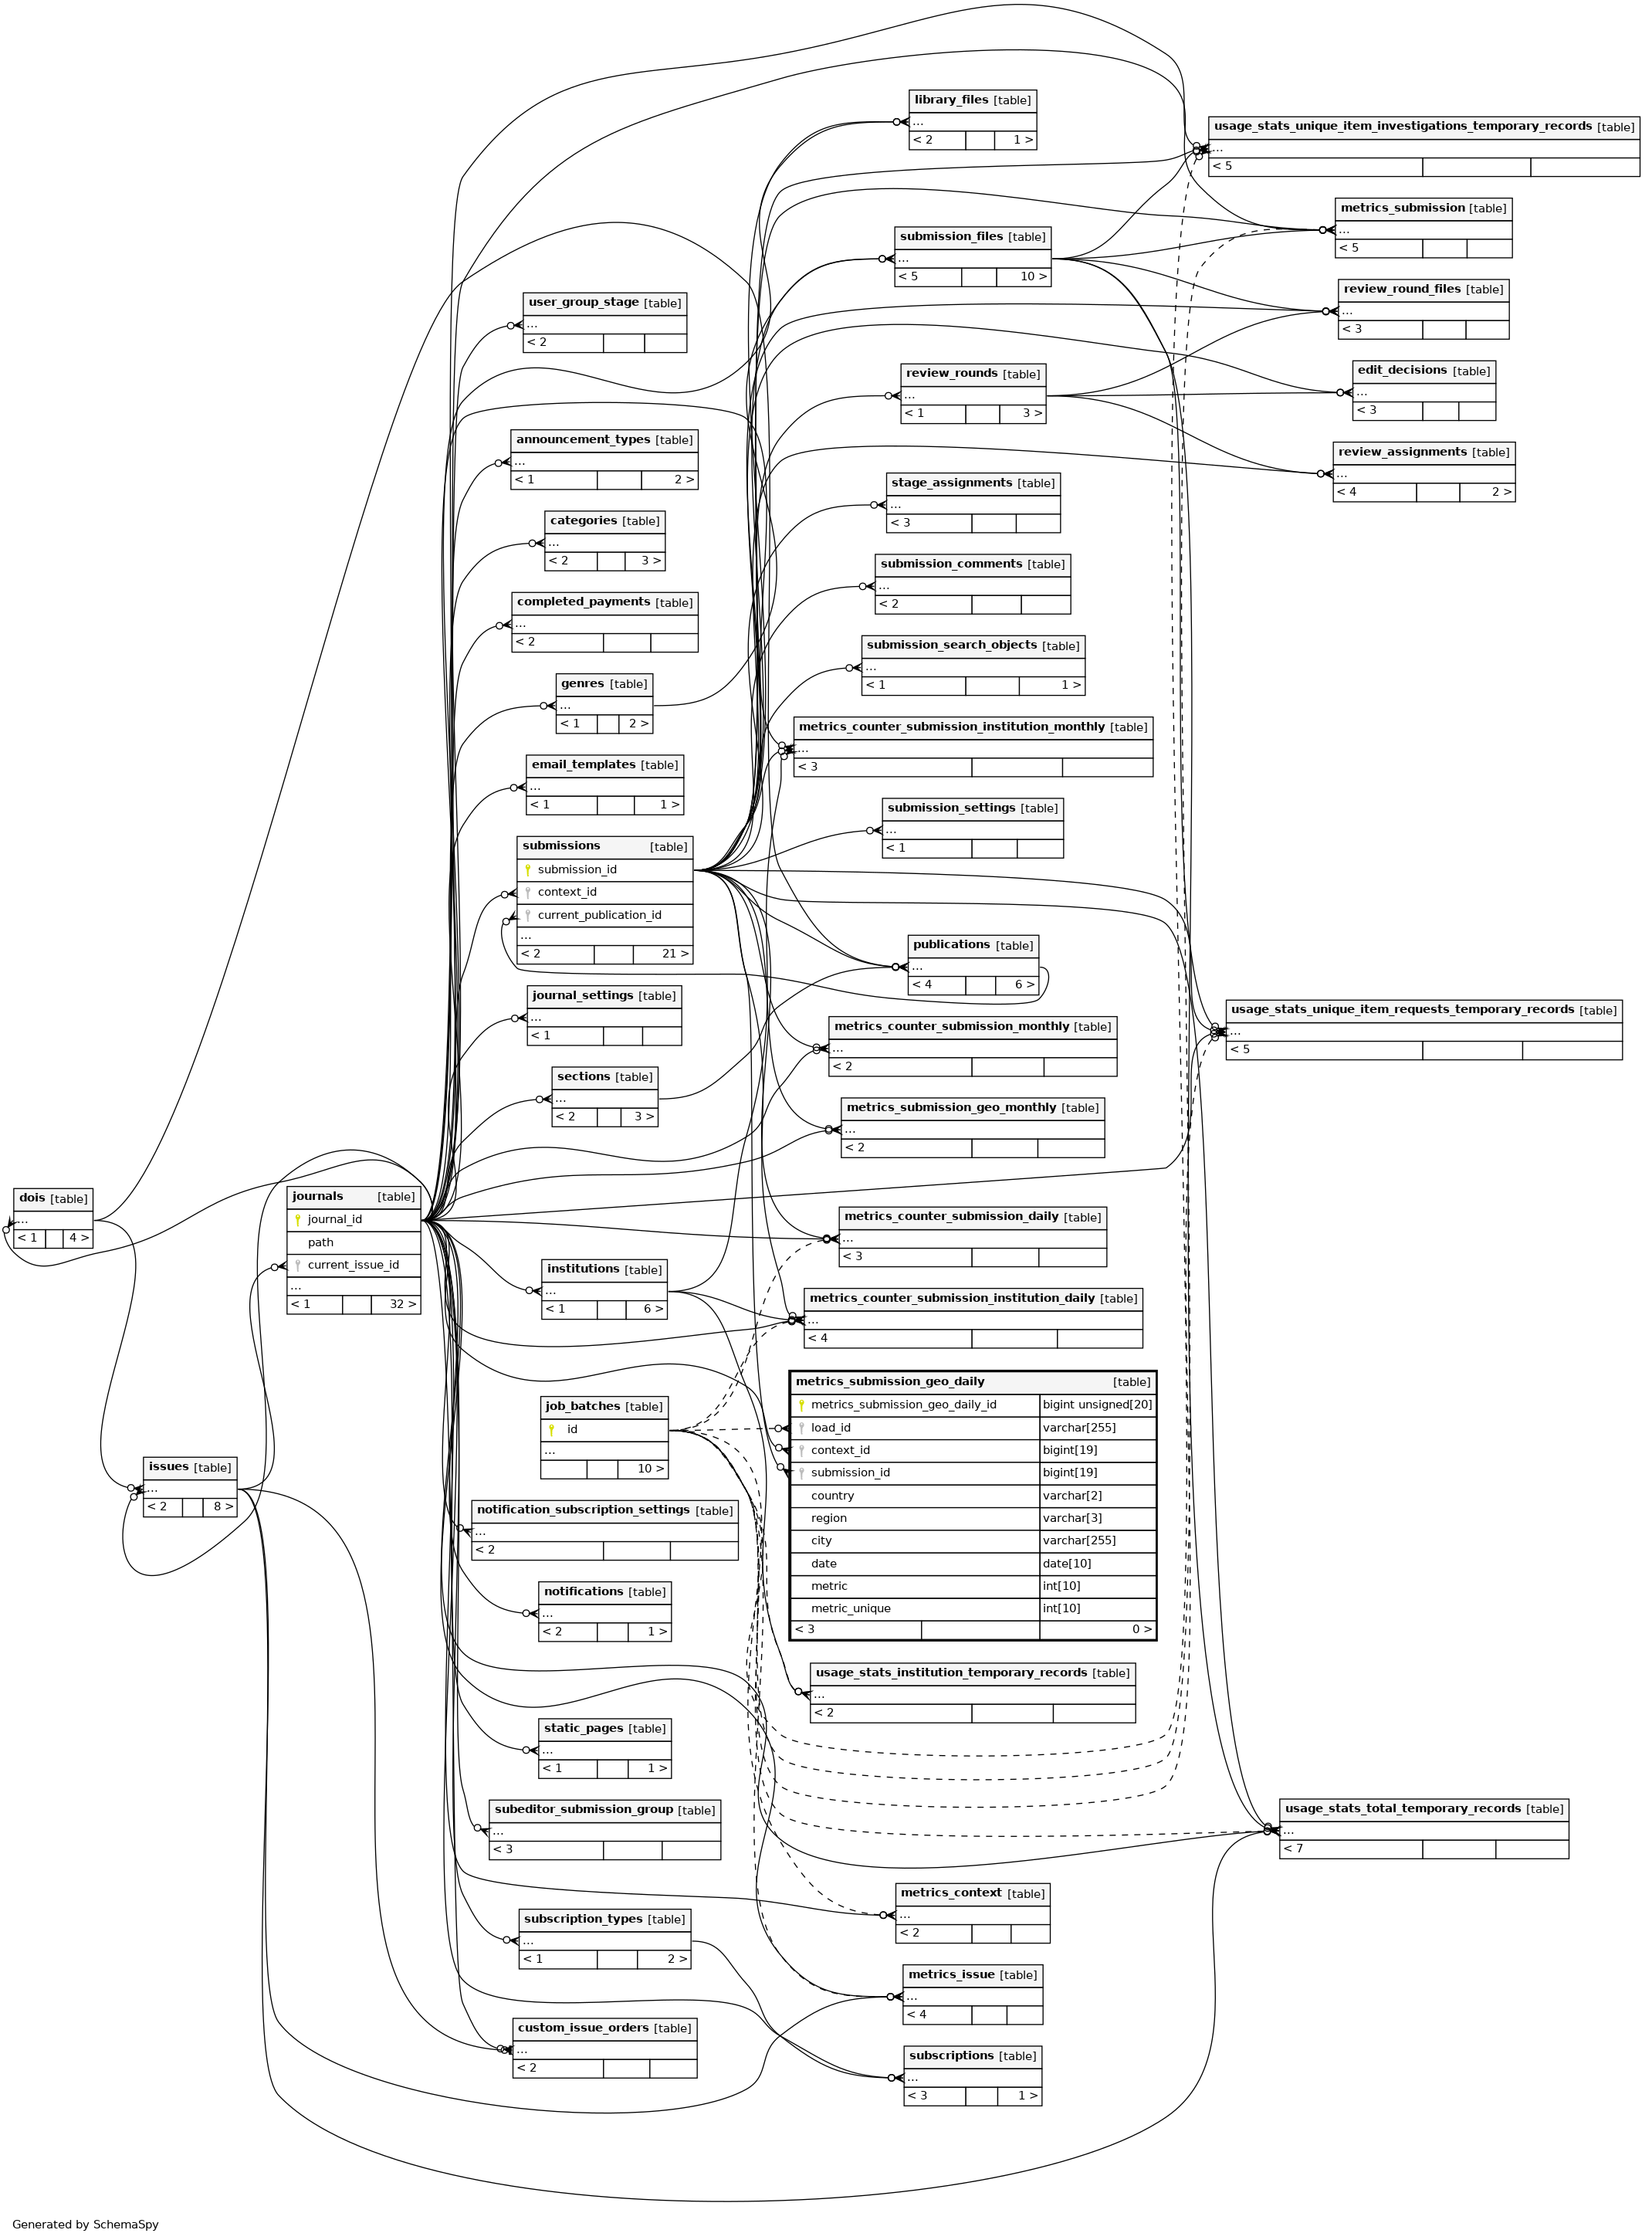 library_files [table]
...
< 2 1 >
usage_stats_unique_item_investigations_temporary_records [table]
...
< 5
metrics_submission [table]
...
< 5
submission_files [table]
...
< 5 10 >
review_round_files [table]
...
< 3
user_group_stage [table]
...
< 2
review_rounds [table]
...
< 1 3 >
edit_decisions [table]
...
< 3
announcement_types [table]
...
< 1 2 >
review_assignments [table]
...
< 4 2 >
stage_assignments [table]
...
< 3
categories [table]
...
< 2 3 >
submission_comments [table]
...
< 2
completed_payments [table]
...
< 2
submission_search_objects [table]
...
< 1 1 >
genres [table]
...
< 1 2 >
metrics_counter_submission_institution_monthly [table]
...
< 3
email_templates [table]
...
< 1 1 >
submission_settings [table]
...
< 1
submissions [table]
submission_id
context_id
current_publication_id
...
< 2 21 >
publications [table]
...
< 4 6 >
journal_settings [table]
...
< 1
usage_stats_unique_item_requests_temporary_records [table]
...
< 5
metrics_counter_submission_monthly [table]
...
< 2
sections [table]
...
< 2 3 >
metrics_submission_geo_monthly [table]
...
< 2
dois [table]
...
< 1 4 >
journals [table]
journal_id
path
current_issue_id
...
< 1 32 >
metrics_counter_submission_daily [table]
...
< 3
institutions [table]
...
< 1 6 >
metrics_counter_submission_institution_daily [table]
...
< 4
metrics_submission_geo_daily [table]
metrics_submission_geo_daily_id bigint unsigned[20]
load_id varchar[255]
context_id bigint[19]
submission_id bigint[19]
country varchar[2]
region varchar[3]
city varchar[255]
date date[10]
metric int[10]
metric_unique int[10]
< 3 0 >
job_batches [table]
id
...
10 >
issues [table]
...
< 2 8 >
notification_subscription_settings [table]
...
< 2
notifications [table]
...
< 2 1 >
usage_stats_institution_temporary_records [table]
...
< 2
static_pages [table]
...
< 1 1 >
subeditor_submission_group [table]
...
< 3
usage_stats_total_temporary_records [table]
...
< 7
metrics_context [table]
...
< 2
subscription_types [table]
...
< 1 2 >
metrics_issue [table]
...
< 4
custom_issue_orders [table]
...
< 2
subscriptions [table]
...
< 3 1 >
Generated by SchemaSpy